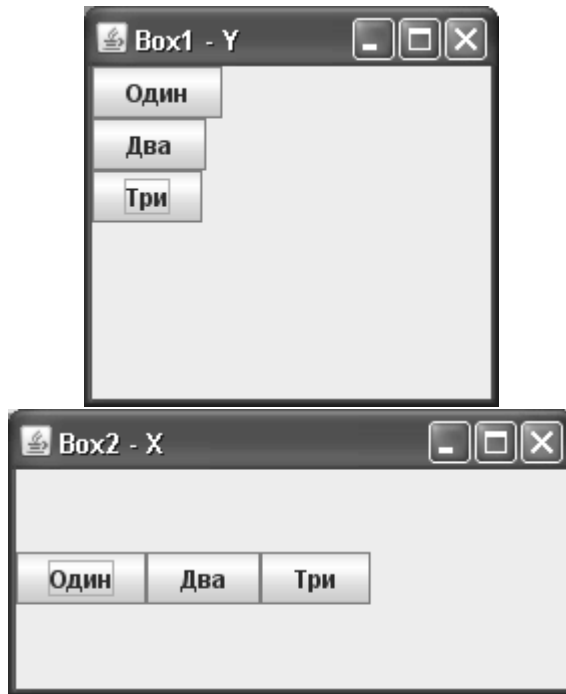 Box1 - Y
Один
Два
Три
Box2 - X
Один Два Три